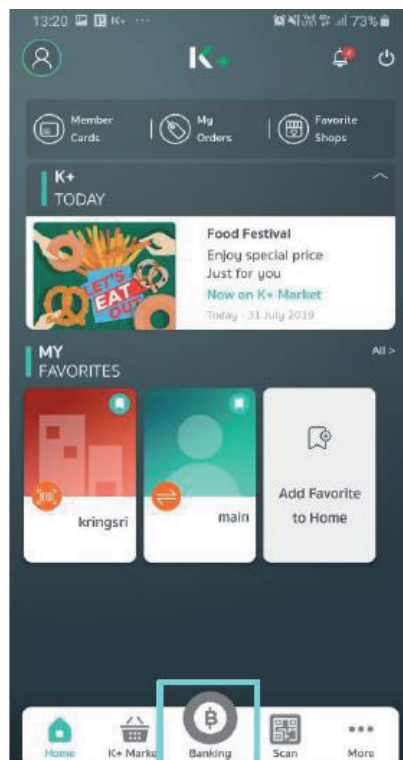 13:20 K+ ... 73%
K+
Member
Cards
My
Orders
Favorite
Shops
K+
TODAY
LET'S
EAT
OUT
Food Festival
Enjoy special price
Just for you
Now on K+ Market
Today - 31 July 2019
MY
FAVORITES
All >
kringsri
main
Add Favorite
to Home
Home
K+ Marke
Banking
Scan
More